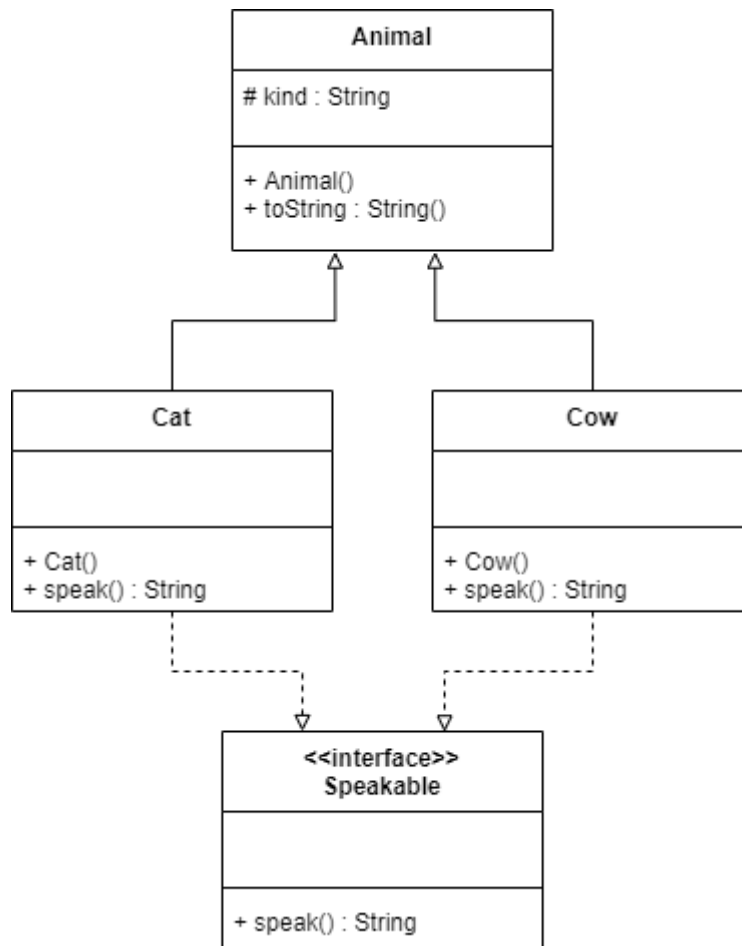 Animal
# kind : String
+ Animal()
+ toString : String()
Cat
+ Cat()
+ speak() : String
Cow
+ Cow()
+ speak() : String
<<interface>>
Speakable
+ speak() : String